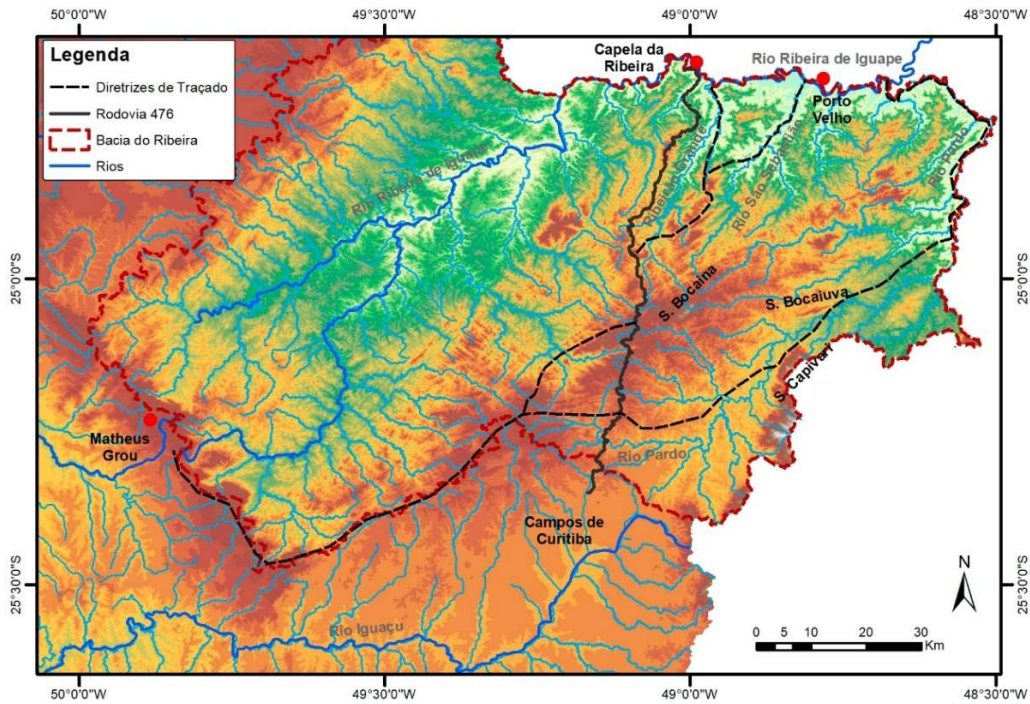 50°0'0"W
49°30'0"W
49°0'0"W
48°30'0"W
Legenda
Diretrizes de Traçado
Rodovia 476
Bacia do Ribeira
Rios
Capela da
Ribeira
Rio Ribeira de Iguape
Porto
Velho
Rio Ribeira de Iguape
Ribeirão Grande
Rio São Sebastião
Rio pardo
25°0'0"S
25°0'0"S
S. Bocaina
S. Bocaiuva
S. Capivari
Matheus
Grou
Rio Pardo
Campos de
Curitiba
25°30'0"S
25°30'0"S
N
Rio Iguaçu
0 5 10 20 30
Km
50°0'0"W
49°30'0"W
49°0'0"W
48°30'0"W